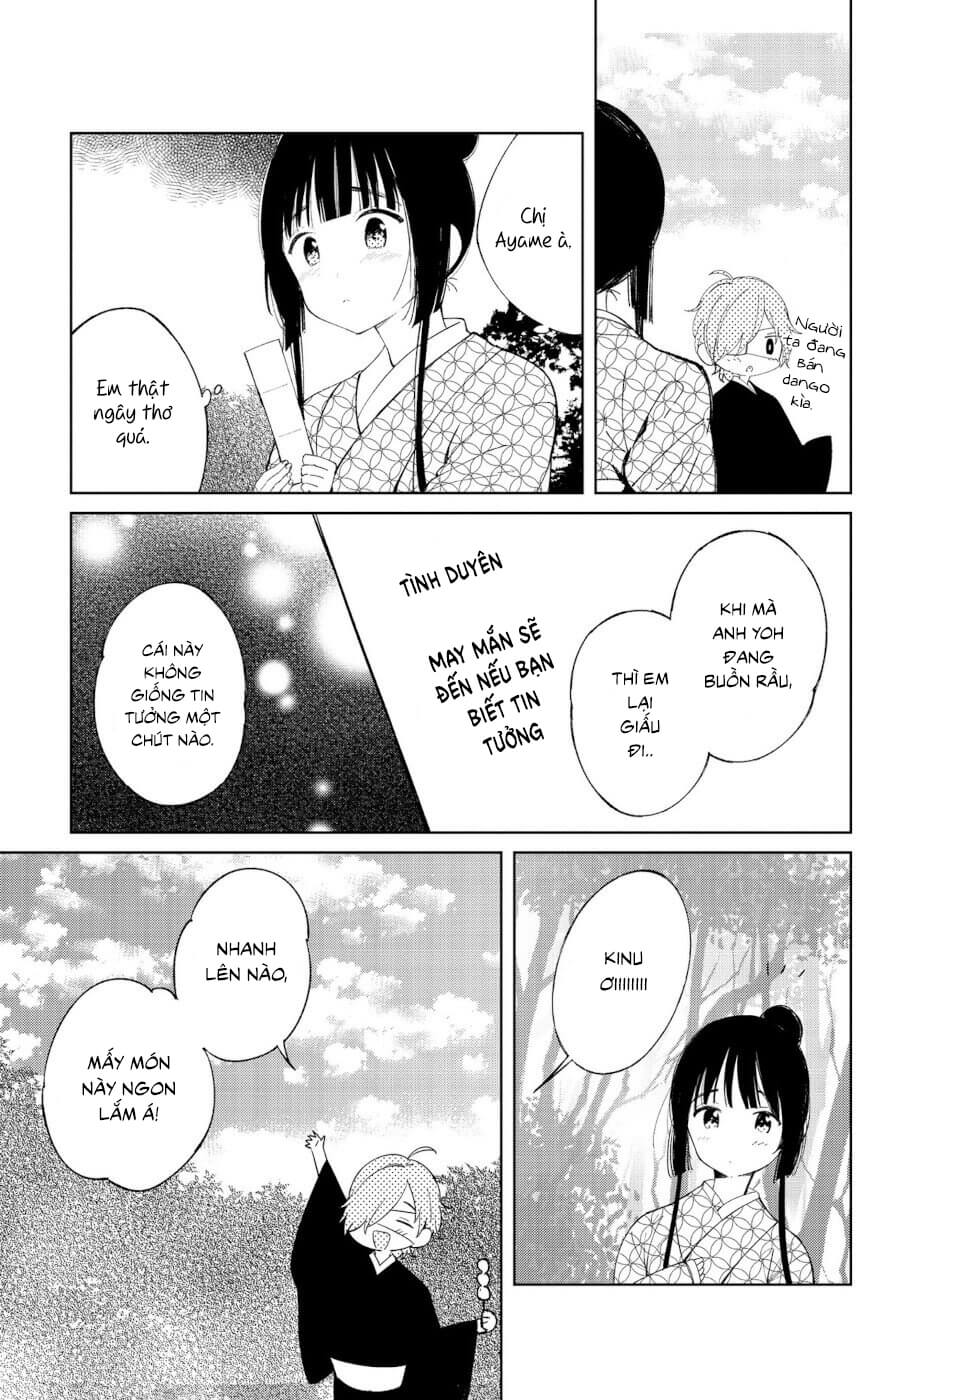 Người
ta đang
bán
dango
kìa.
Chị
Ayame à,
Em thật
ngây thơ
quá.
KHI MÀ
ANH YOH
ĐANG
BUỒN RẦU,
THÌ EM
LẠI
GIẤU
ĐI..
TÌNH DUYÊN
MAY MẮN SẼ
ĐẾN NẾU BẠN
BIẾT TIN
TƯỞNG
CÁI NÀY
KHÔNG
GIỐNG TIN
TƯỞNG MỘT
CHÚT NÀO.
KINU
ƠIIIIIIII
NHANH
LÊN NÀO,
MẤY MÓN
NÀY NGON
LẮM Á!